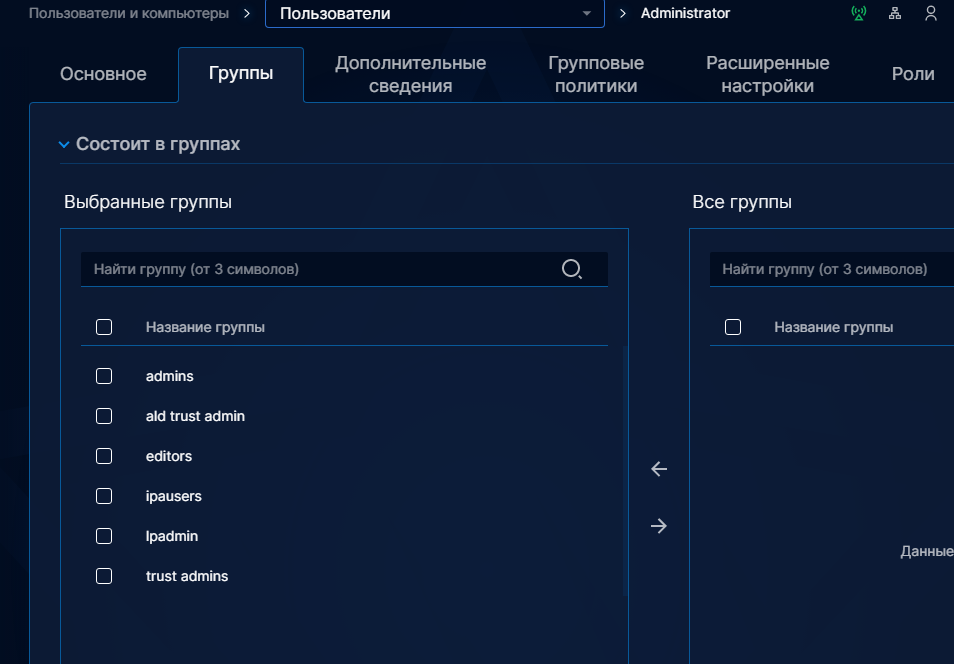 Пользователи и компьютеры
Пользователи
Administrator
Основное
Группы
Дополнительные
сведения
Групповые
политики
Расширенные
настройки
Роли
Состоит в группах
Выбранные группы
Найти группу (от 3 символов)
Название группы
admins
ald trust admin
editors
ipausers
lpadmin
trust admins
Все группы
Найти группу (от 3 символов)
Название группы
Данные